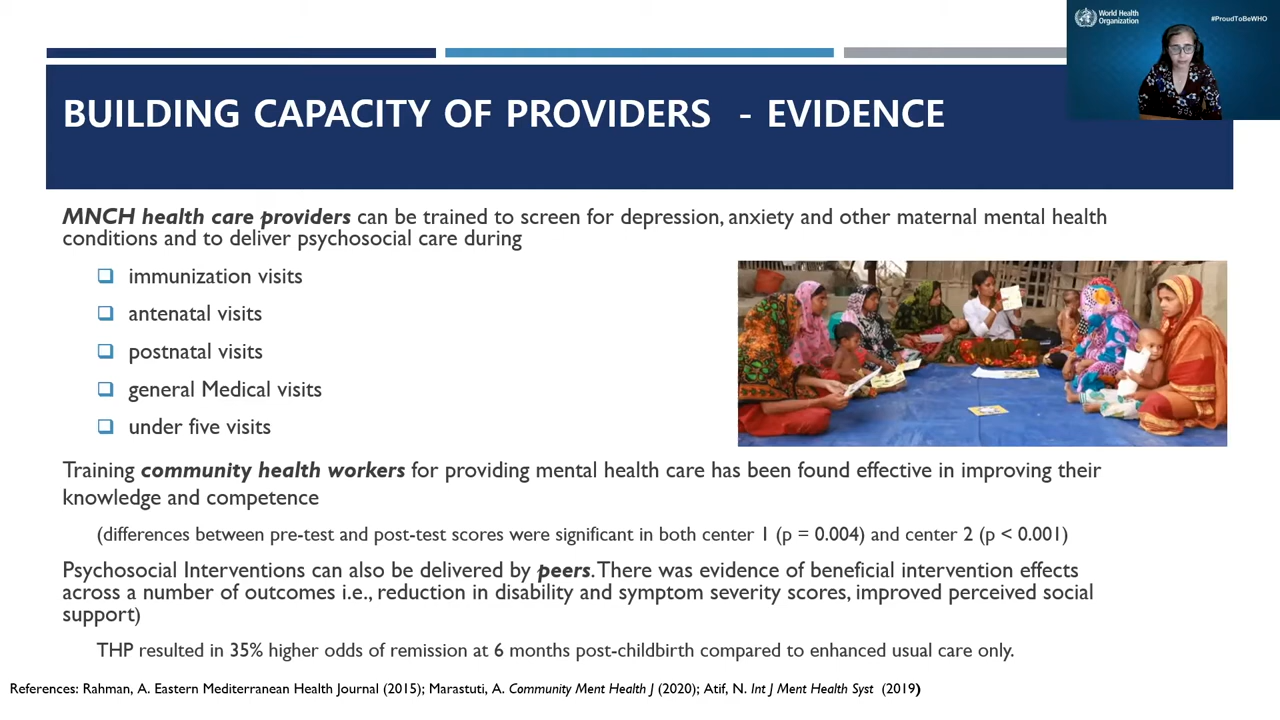 World Health
Organization
#ProudToBeWHO
BUILDING CAPACITY OF PROVIDERS - EVIDENCE
MNCH health care providers can be trained to screen for depression, anxiety and other maternal mental health
conditions and to deliver psychosocial care during
immunization visits
antenatal visits
postnatal visits
general Medical visits
under five visits
Training community health workers for providing mental health care has been found effective in improving their
knowledge and competence
(differences between pre-test and post-test scores were significant in both center 1 (p = 0.004) and center 2 (p < 0.001)
Psychosocial Interventions can also be delivered by peers. There was evidence of beneficial intervention effects
across a number of outcomes i.e., reduction in disability and symptom severity scores, improved perceived social
support)
THP resulted in 35% higher odds of remission at 6 months post-childbirth compared to enhanced usual care only.
References: Rahman, A. Eastern Mediterranean Health Journal (2015); Marastuti, A. Community Ment Health J (2020); Atif, N. Int J Ment Health Syst (2019)